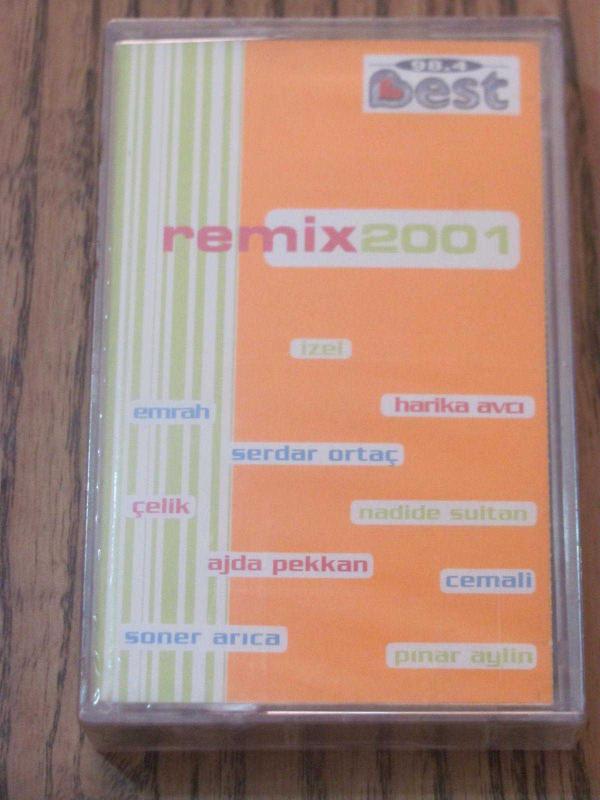 98.4
Best
remix2001
izel
emrah
harika avcı
serdar ortaç
çelik
nadide sultan
ajda pekkan
cemali
soner arıca
pınar aylin